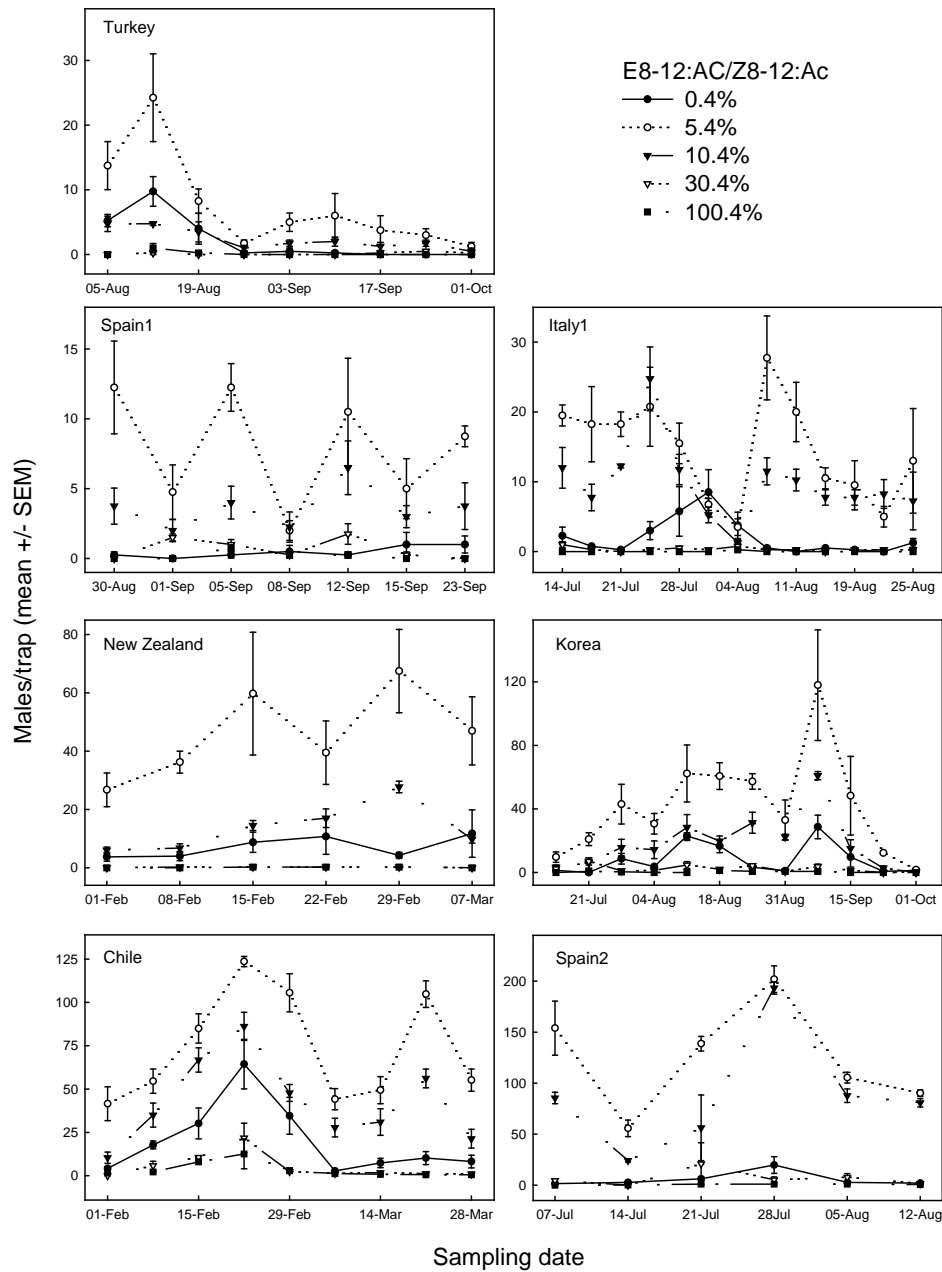 Turkey
30
20
10
0
05-Aug 19-Aug 03-Sep 17-Sep 01-Oct
E8-12:AC/Z8-12:Ac
0.4%
5.4%
10.4%
30.4%
100.4%
Spain1
15
10
5
0
30-Aug 01-Sep 05-Sep 08-Sep 12-Sep 15-Sep 23-Sep
Italy1
30
20
10
0
14-Jul 21-Jul 28-Jul 04-Aug 11-Aug 19-Aug 25-Aug
Males/trap (mean +/- SEM)
New Zealand
80
60
40
20
0
01-Feb 08-Feb 15-Feb 22-Feb 29-Feb 07-Mar
Korea
120
80
40
0
21-Jul 04-Aug 18-Aug 31Aug 15-Sep 01-Oct
Chile
125
100
75
50
25
0
01-Feb 15-Feb 29-Feb 14-Mar 28-Mar
Spain2
200
150
100
50
0
07-Jul 14-Jul 21-Jul 28Jul 05-Aug 12-Aug
Sampling date